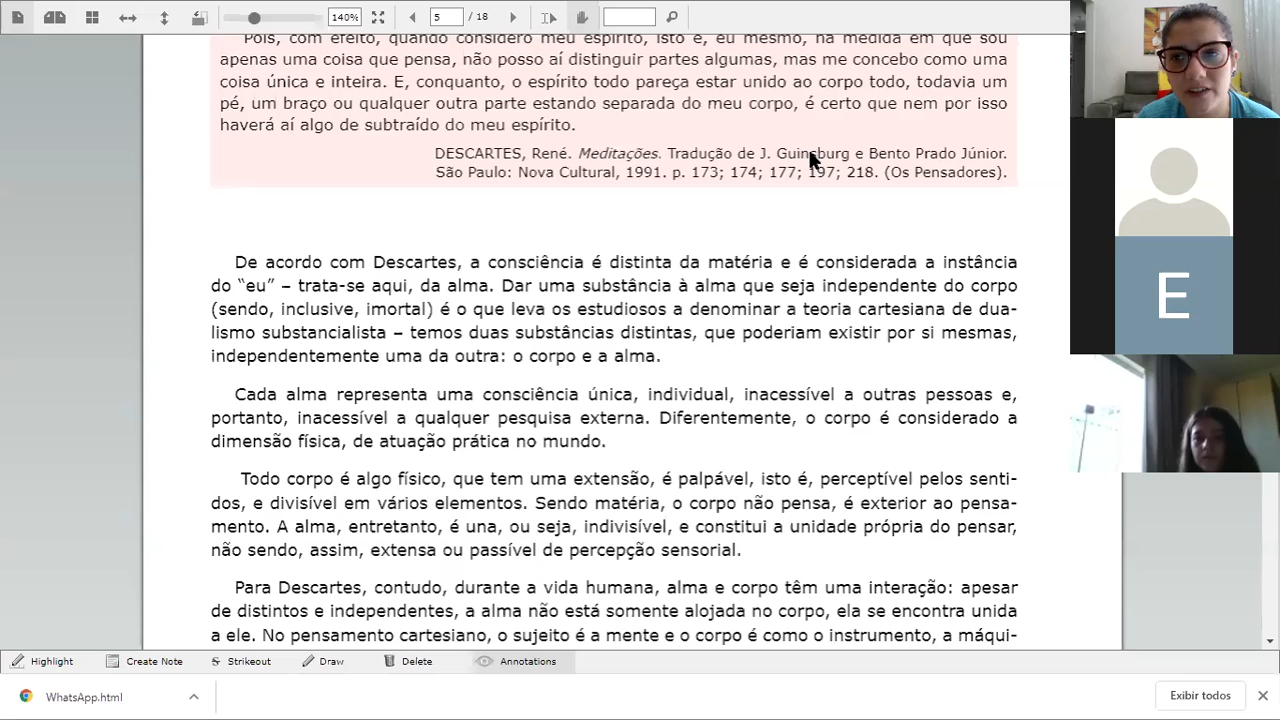 140%
5 / 18
Pois, com efeito, quando considero meu espírito, isto é, eu mesmo, na medida em que sou
apenas uma coisa que pensa, não posso aí distinguir partes algumas, mas me concebo como uma
coisa única e inteira. E, conquanto, o espírito todo pareça estar unido ao corpo todo, todavia um
pé, um braço ou qualquer outra parte estando separada do meu corpo, é certo que nem por isso
haverá aí algo de subtraído do meu espírito.
DESCARTES, René. Meditações. Tradução de J. Guinsburg e Bento Prado Júnior.
São Paulo: Nova Cultural, 1991. p. 173; 174; 177; 197; 218. (Os Pensadores).
De acordo com Descartes, a consciência é distinta da matéria e é considerada a instância
do “eu” – trata-se aqui, da alma. Dar uma substância à alma que seja independente do corpo
(sendo, inclusive, imortal) é o que leva os estudiosos a denominar a teoria cartesiana de dua-
lismo substancialista – temos duas substâncias distintas, que poderiam existir por si mesmas,
independentemente uma da outra: o corpo e a alma.
Cada alma representa uma consciência única, individual, inacessível a outras pessoas e,
portanto, inacessível a qualquer pesquisa externa. Diferentemente, o corpo é considerado a
dimensão física, de atuação prática no mundo.
Todo corpo é algo físico, que tem uma extensão, é palpável, isto é, perceptível pelos senti-
dos, e divisível em vários elementos. Sendo matéria, o corpo não pensa, é exterior ao pensa-
mento. A alma, entretanto, é una, ou seja, indivisível, e constitui a unidade própria do pensar,
não sendo, assim, extensa ou passível de percepção sensorial.
Para Descartes, contudo, durante a vida humana, alma e corpo têm uma interação: apesar
de distintos e independentes, a alma não está somente alojada no corpo, ela se encontra unida
a ele. No pensamento cartesiano, o sujeito é a mente e o corpo é como o instrumento, a máqui-
E
Highlight Create Note Strikeout Draw Delete Annotations
WhatsApp.html
Exibir todos